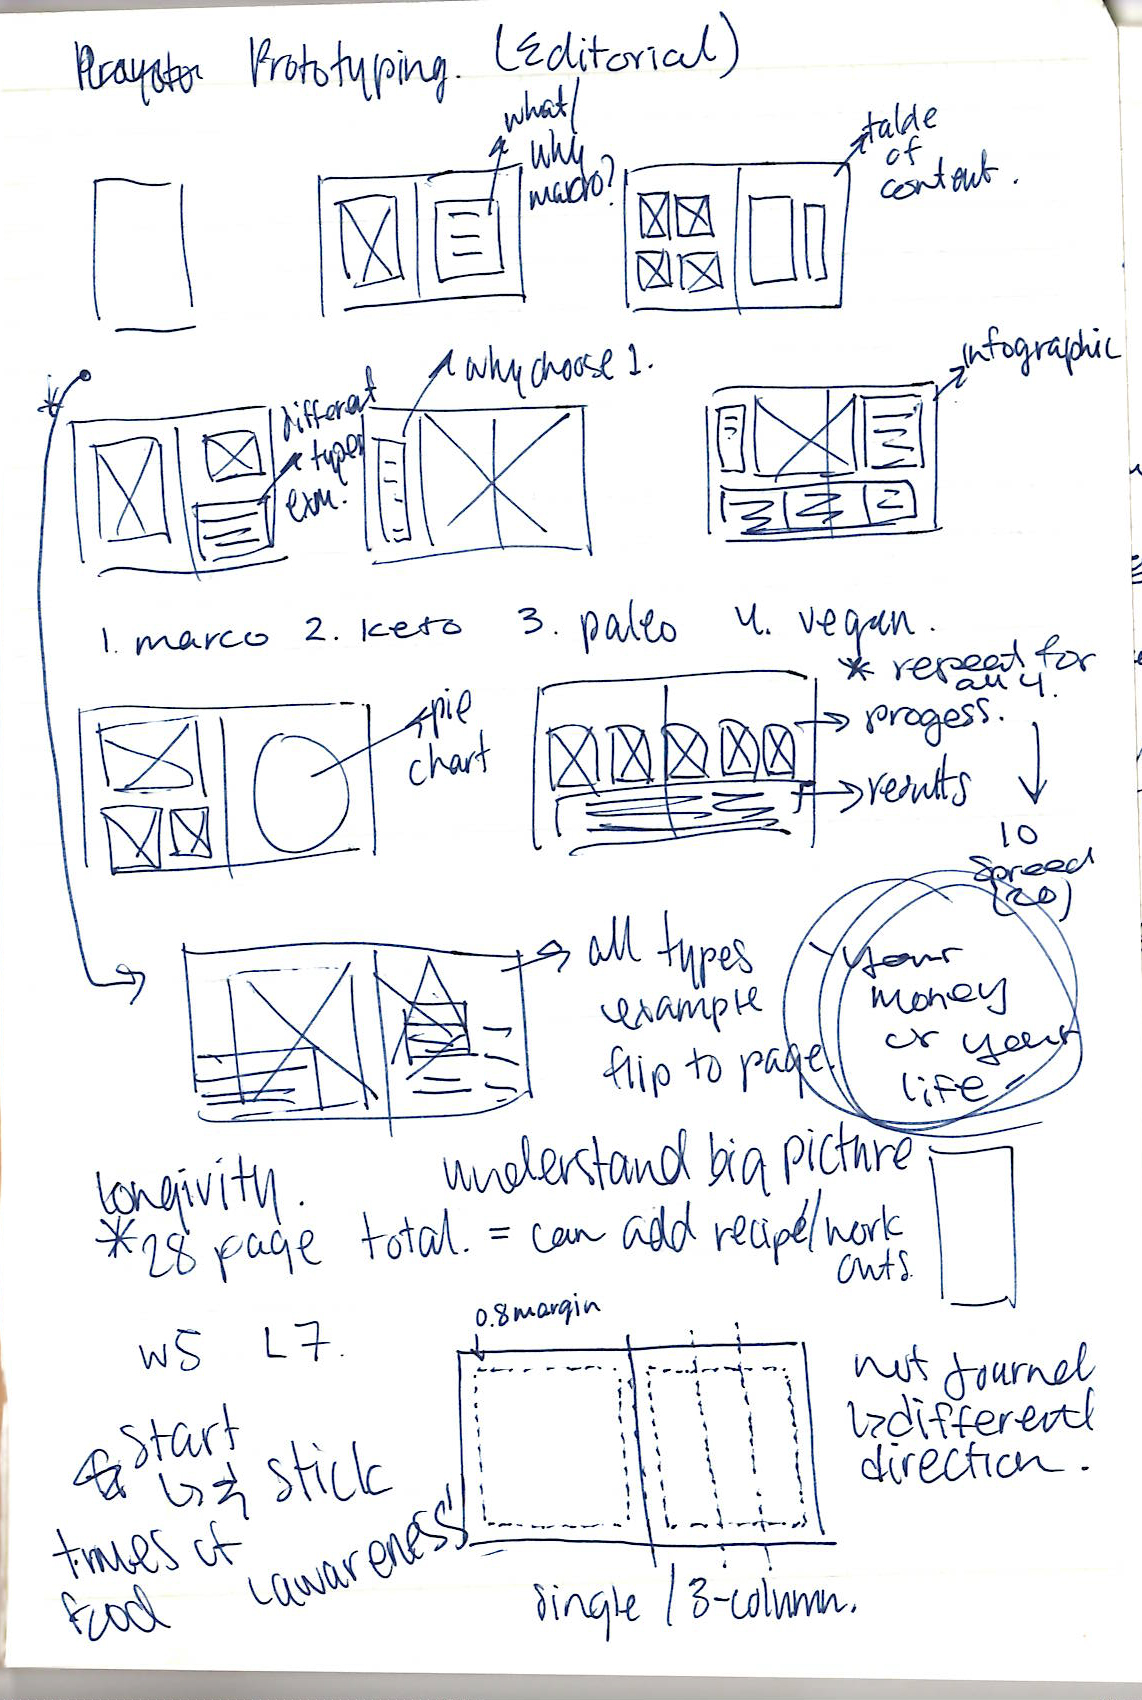 Prototyping. (Editorial)
what/
why
macro?
table
of
content.
why choose 1.
infographic
different
types
exm.
1. marco 2. keto 3. paleo 4. vegan.
* repeat for
all 4.
pie
chart
progess.
results
10
Spread
(20)
all types
example
flip to page.
your
money
or your
life
longivity.
understand big picture
*28 page total. = can add recipe/work
outs.
W5 L7.
0.8 margin
not journel
↳different
direction.
start
↳ stick
times of
food
awareness
single / 3-column.